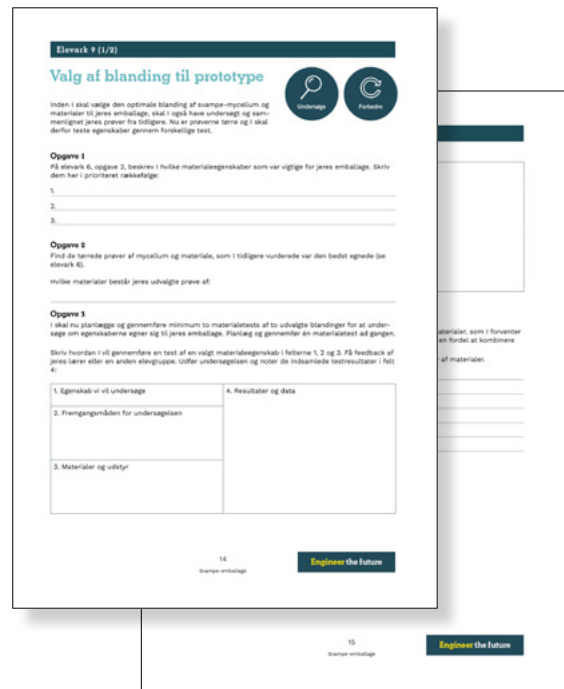 Elevark 9 (1/2)
Valg af blanding til prototype
Undersøge
Forbedre
Inden I skal vælge den optimale blanding af svampe-mycelium og
materialer til jeres emballage, skal I også have undersøgt og sam-
menlignet jeres prøver fra tidligere. Nu er prøverne tørre og I skal
derfor teste egenskaber gennem forskellige test.
Opgave 1
På elevark 6, opgave 2, beskrev I hvilke materialeegenskaber som var vigtige for jeres emballage. Skriv
dem her i prioriteret rækkefølge:
1.
2.
3.
Opgave 2
Find de tørrede prøver af mycelium og materiale, som I tidligere vurderede var den bedst egnede (se
elevark 6).
Hvilke materialer består jeres udvalgte prøve af:
Opgave 3
I skal nu planlægge og gennemføre minimum to materialetests af to udvalgte blandinger for at under-
søge om egenskaberne egner sig til jeres emballage. Planlæg og gennemfør én materialetest ad gangen.
Skriv hvordan I vil gennemføre en test af en valgt materialeegenskab i felterne 1, 2 og 3. Få feedback af
jeres lærer eller en anden elevgruppe. Udfør undersøgelsen og noter de indsamlede testresultater i felt
4:
1. Egenskab vi vil undersøge
4. Resultater og data
2. Fremgangsmåden for undersøgelsen
3. Materialer og udstyr
14
Svampe-emballage
Engineer the future
materialer, som I forventer
en fordel at kombinere
af materialer.
15
Svampe-emballage
Engineer the future